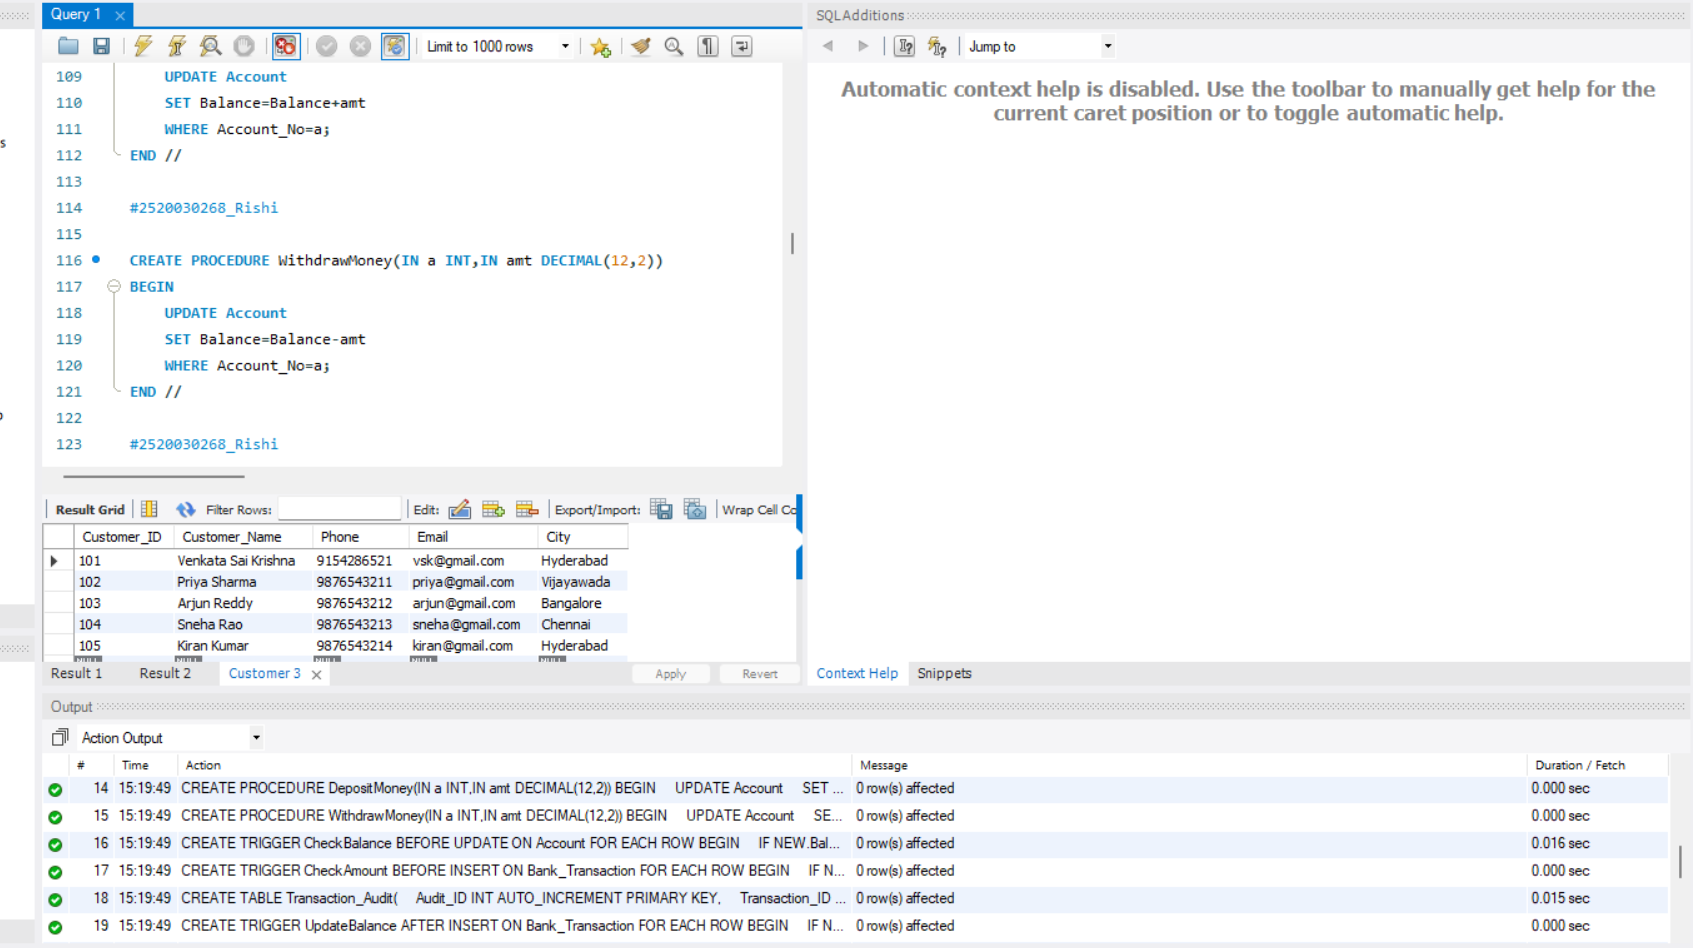 Query 1
SQLAdditions
Limit to 1000 rows
Jump to
109 UPDATE Account
110 SET Balance=Balance+amt
111 WHERE Account_No=a;
112 END //
113
114 #2520030268_Rishi
115
116 CREATE PROCEDURE WithdrawMoney(IN a INT,IN amt DECIMAL(12,2))
117 BEGIN
118 UPDATE Account
119 SET Balance=Balance-amt
120 WHERE Account_No=a;
121 END //
122
123 #2520030268_Rishi
Automatic context help is disabled. Use the toolbar to manually get help for the
current caret position or to toggle automatic help.
Result Grid Filter Rows: Edit: Export/Import: Wrap Cell Co
Customer_ID Customer_Name Phone Email City
101 Venkata Sai Krishna 9154286521 vsk@gmail.com Hyderabad
102 Priya Sharma 9876543211 priya@gmail.com Vijayawada
103 Arjun Reddy 9876543212 arjun@gmail.com Bangalore
104 Sneha Rao 9876543213 sneha@gmail.com Chennai
105 Kiran Kumar 9876543214 kiran@gmail.com Hyderabad
Result 1 Result 2 Customer 3 Apply Revert
Context Help Snippets
Output
Action Output
# Time Action Message Duration / Fetch
14 15:19:49 CREATE PROCEDURE DepositMoney(IN a INT,IN amt DECIMAL(12,2)) BEGIN UPDATE Account SET ... 0 row(s) affected 0.000 sec
15 15:19:49 CREATE PROCEDURE WithdrawMoney(IN a INT,IN amt DECIMAL(12,2)) BEGIN UPDATE Account SE... 0 row(s) affected 0.000 sec
16 15:19:49 CREATE TRIGGER CheckBalance BEFORE UPDATE ON Account FOR EACH ROW BEGIN IF NEW.Bal... 0 row(s) affected 0.016 sec
17 15:19:49 CREATE TRIGGER CheckAmount BEFORE INSERT ON Bank_Transaction FOR EACH ROW BEGIN IF N... 0 row(s) affected 0.000 sec
18 15:19:49 CREATE TABLE Transaction_Audit( Audit_ID INT AUTO_INCREMENT PRIMARY KEY, Transaction_ID ... 0 row(s) affected 0.015 sec
19 15:19:49 CREATE TRIGGER UpdateBalance AFTER INSERT ON Bank_Transaction FOR EACH ROW BEGIN IF N... 0 row(s) affected 0.000 sec